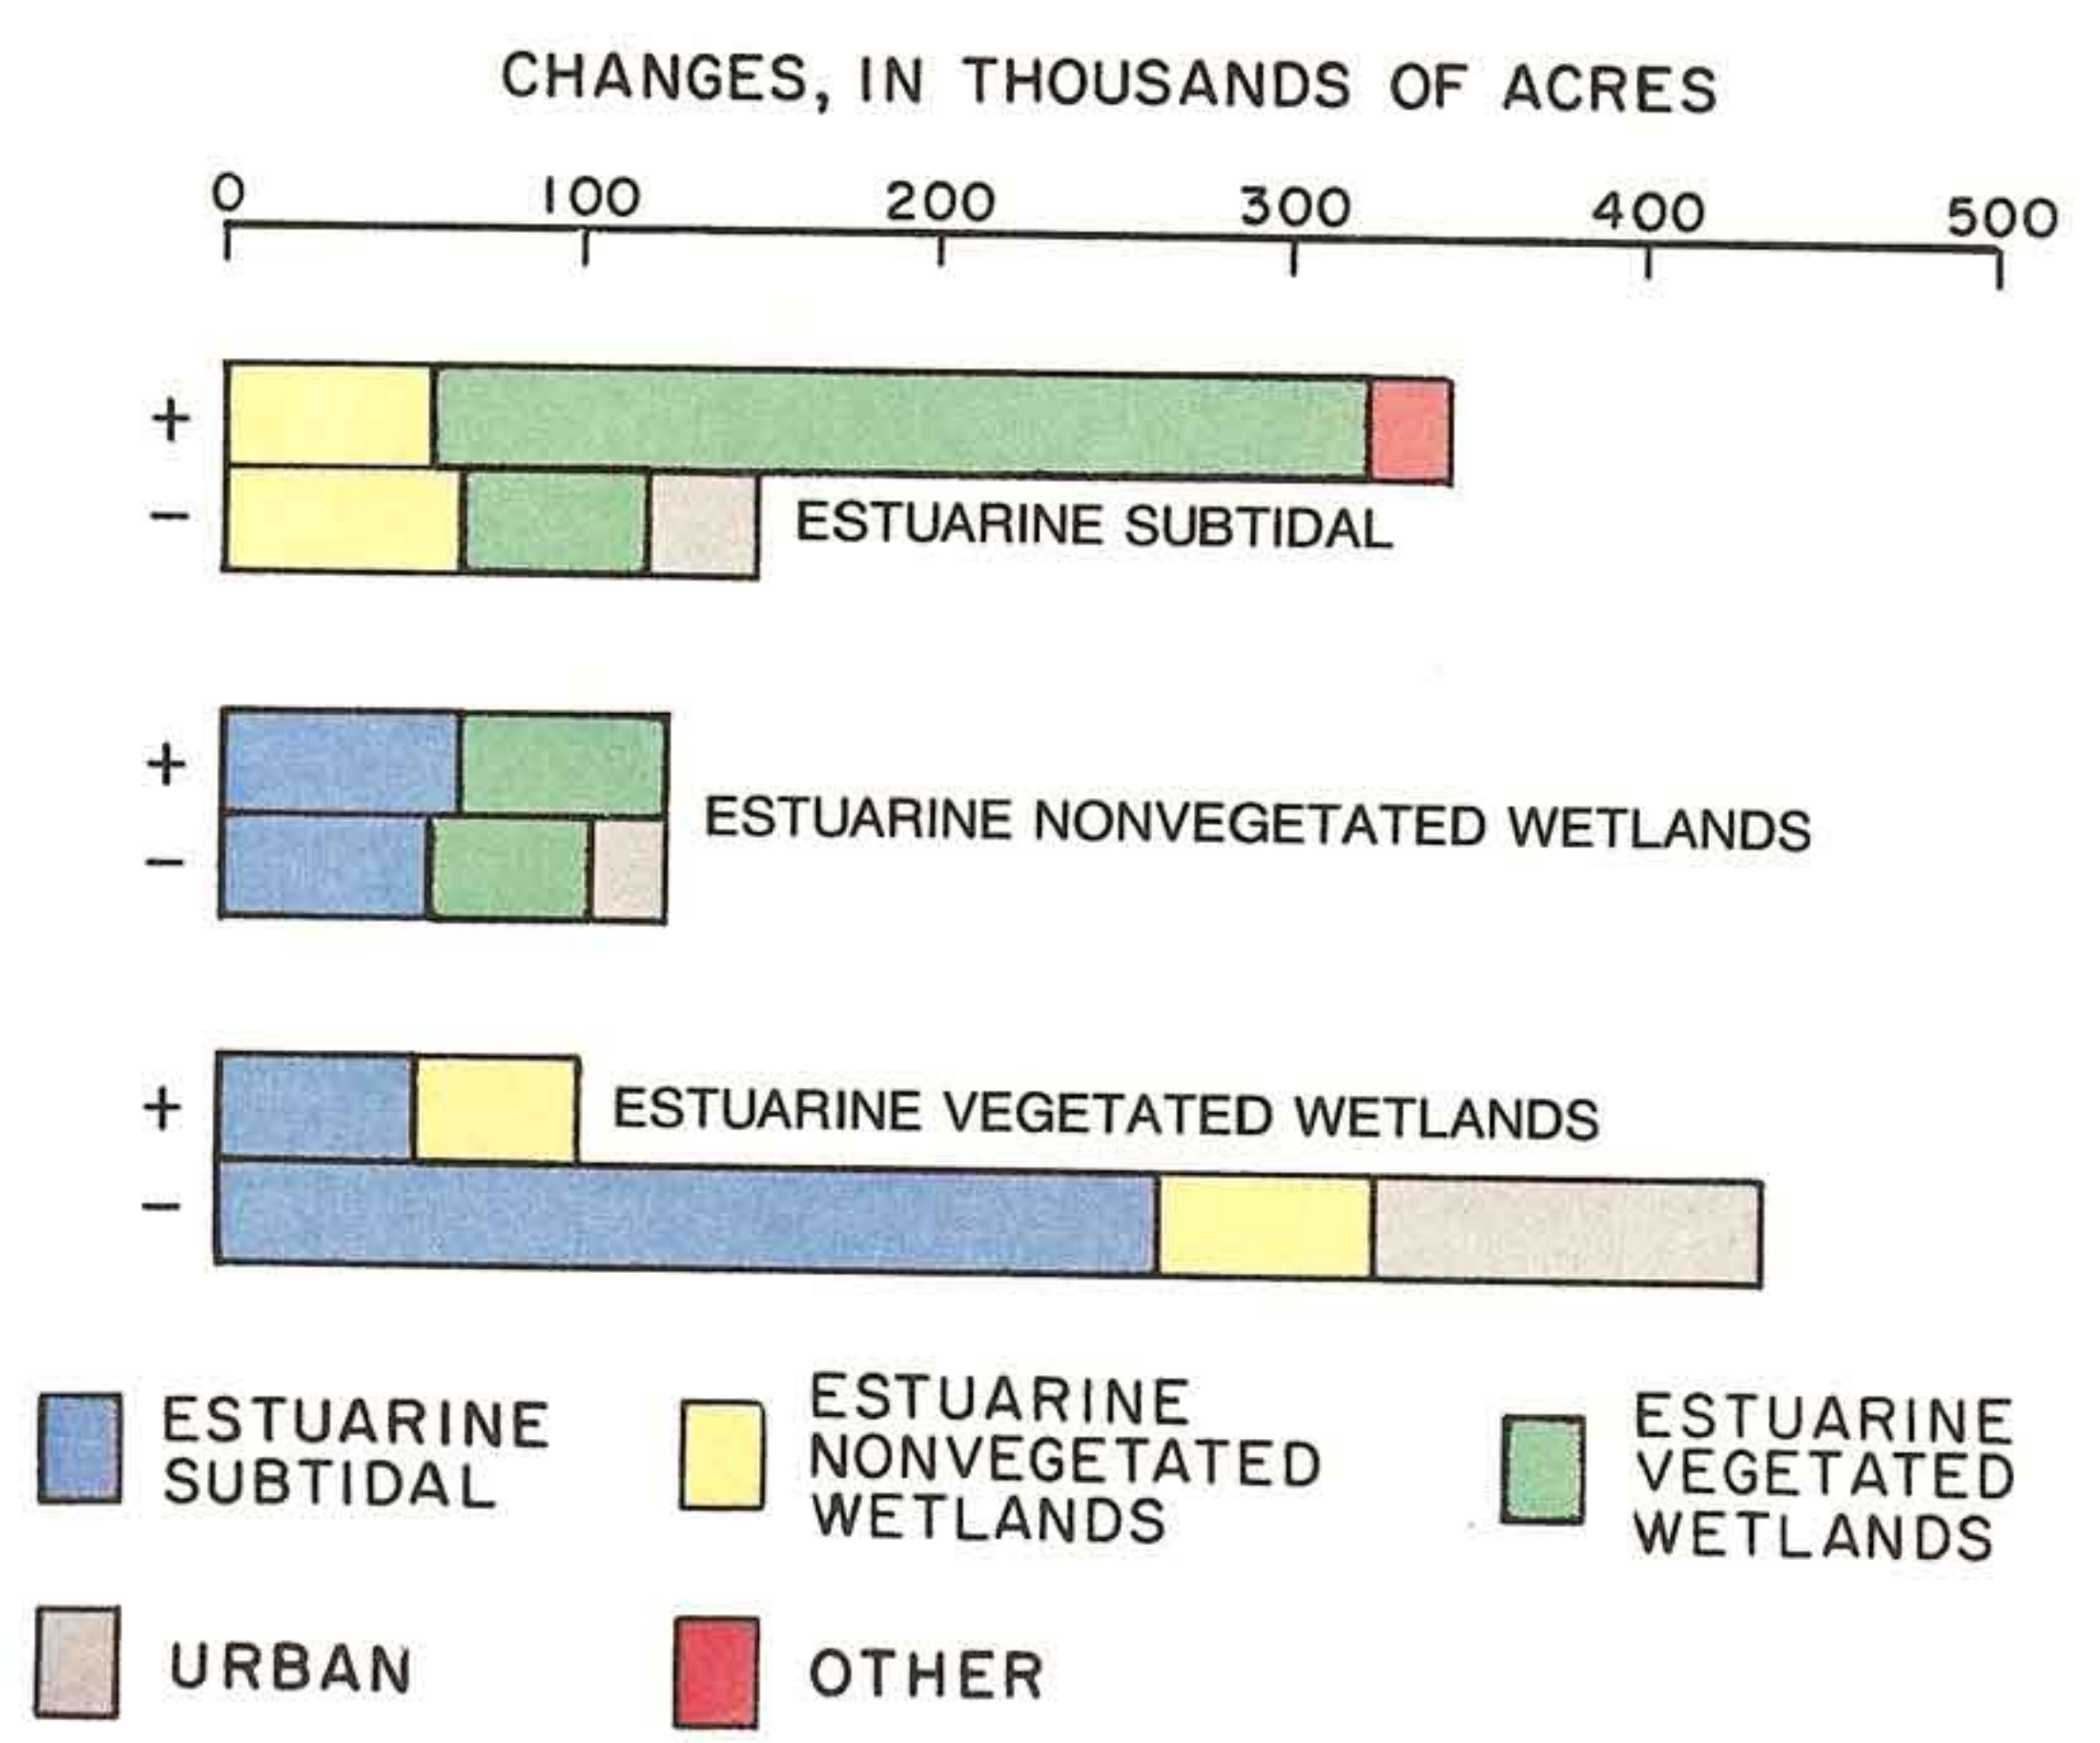 CHANGES, IN THOUSANDS OF ACRES
0 100 200 300 400 500
+
− ESTUARINE SUBTIDAL
+
ESTUARINE NONVEGETATED WETLANDS
−
+ ESTUARINE VEGETATED WETLANDS
−
ESTUARINE
SUBTIDAL
ESTUARINE
NONVEGETATED
WETLANDS
ESTUARINE
VEGETATED
WETLANDS
URBAN
OTHER